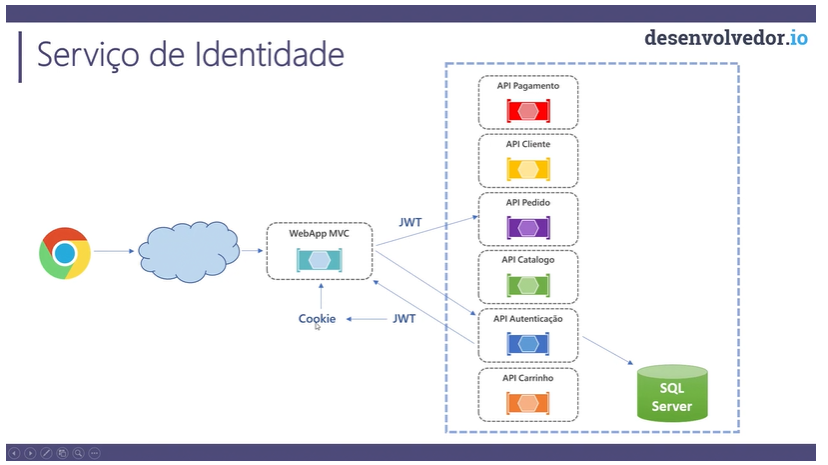 desenvolvedor.io
Serviço de Identidade
API Pagamento
API Cliente
API Pedido
JWT
WebApp MVC
API Catalogo
Cookie
JWT
API Autenticação
API Carrinho
SQL
Server